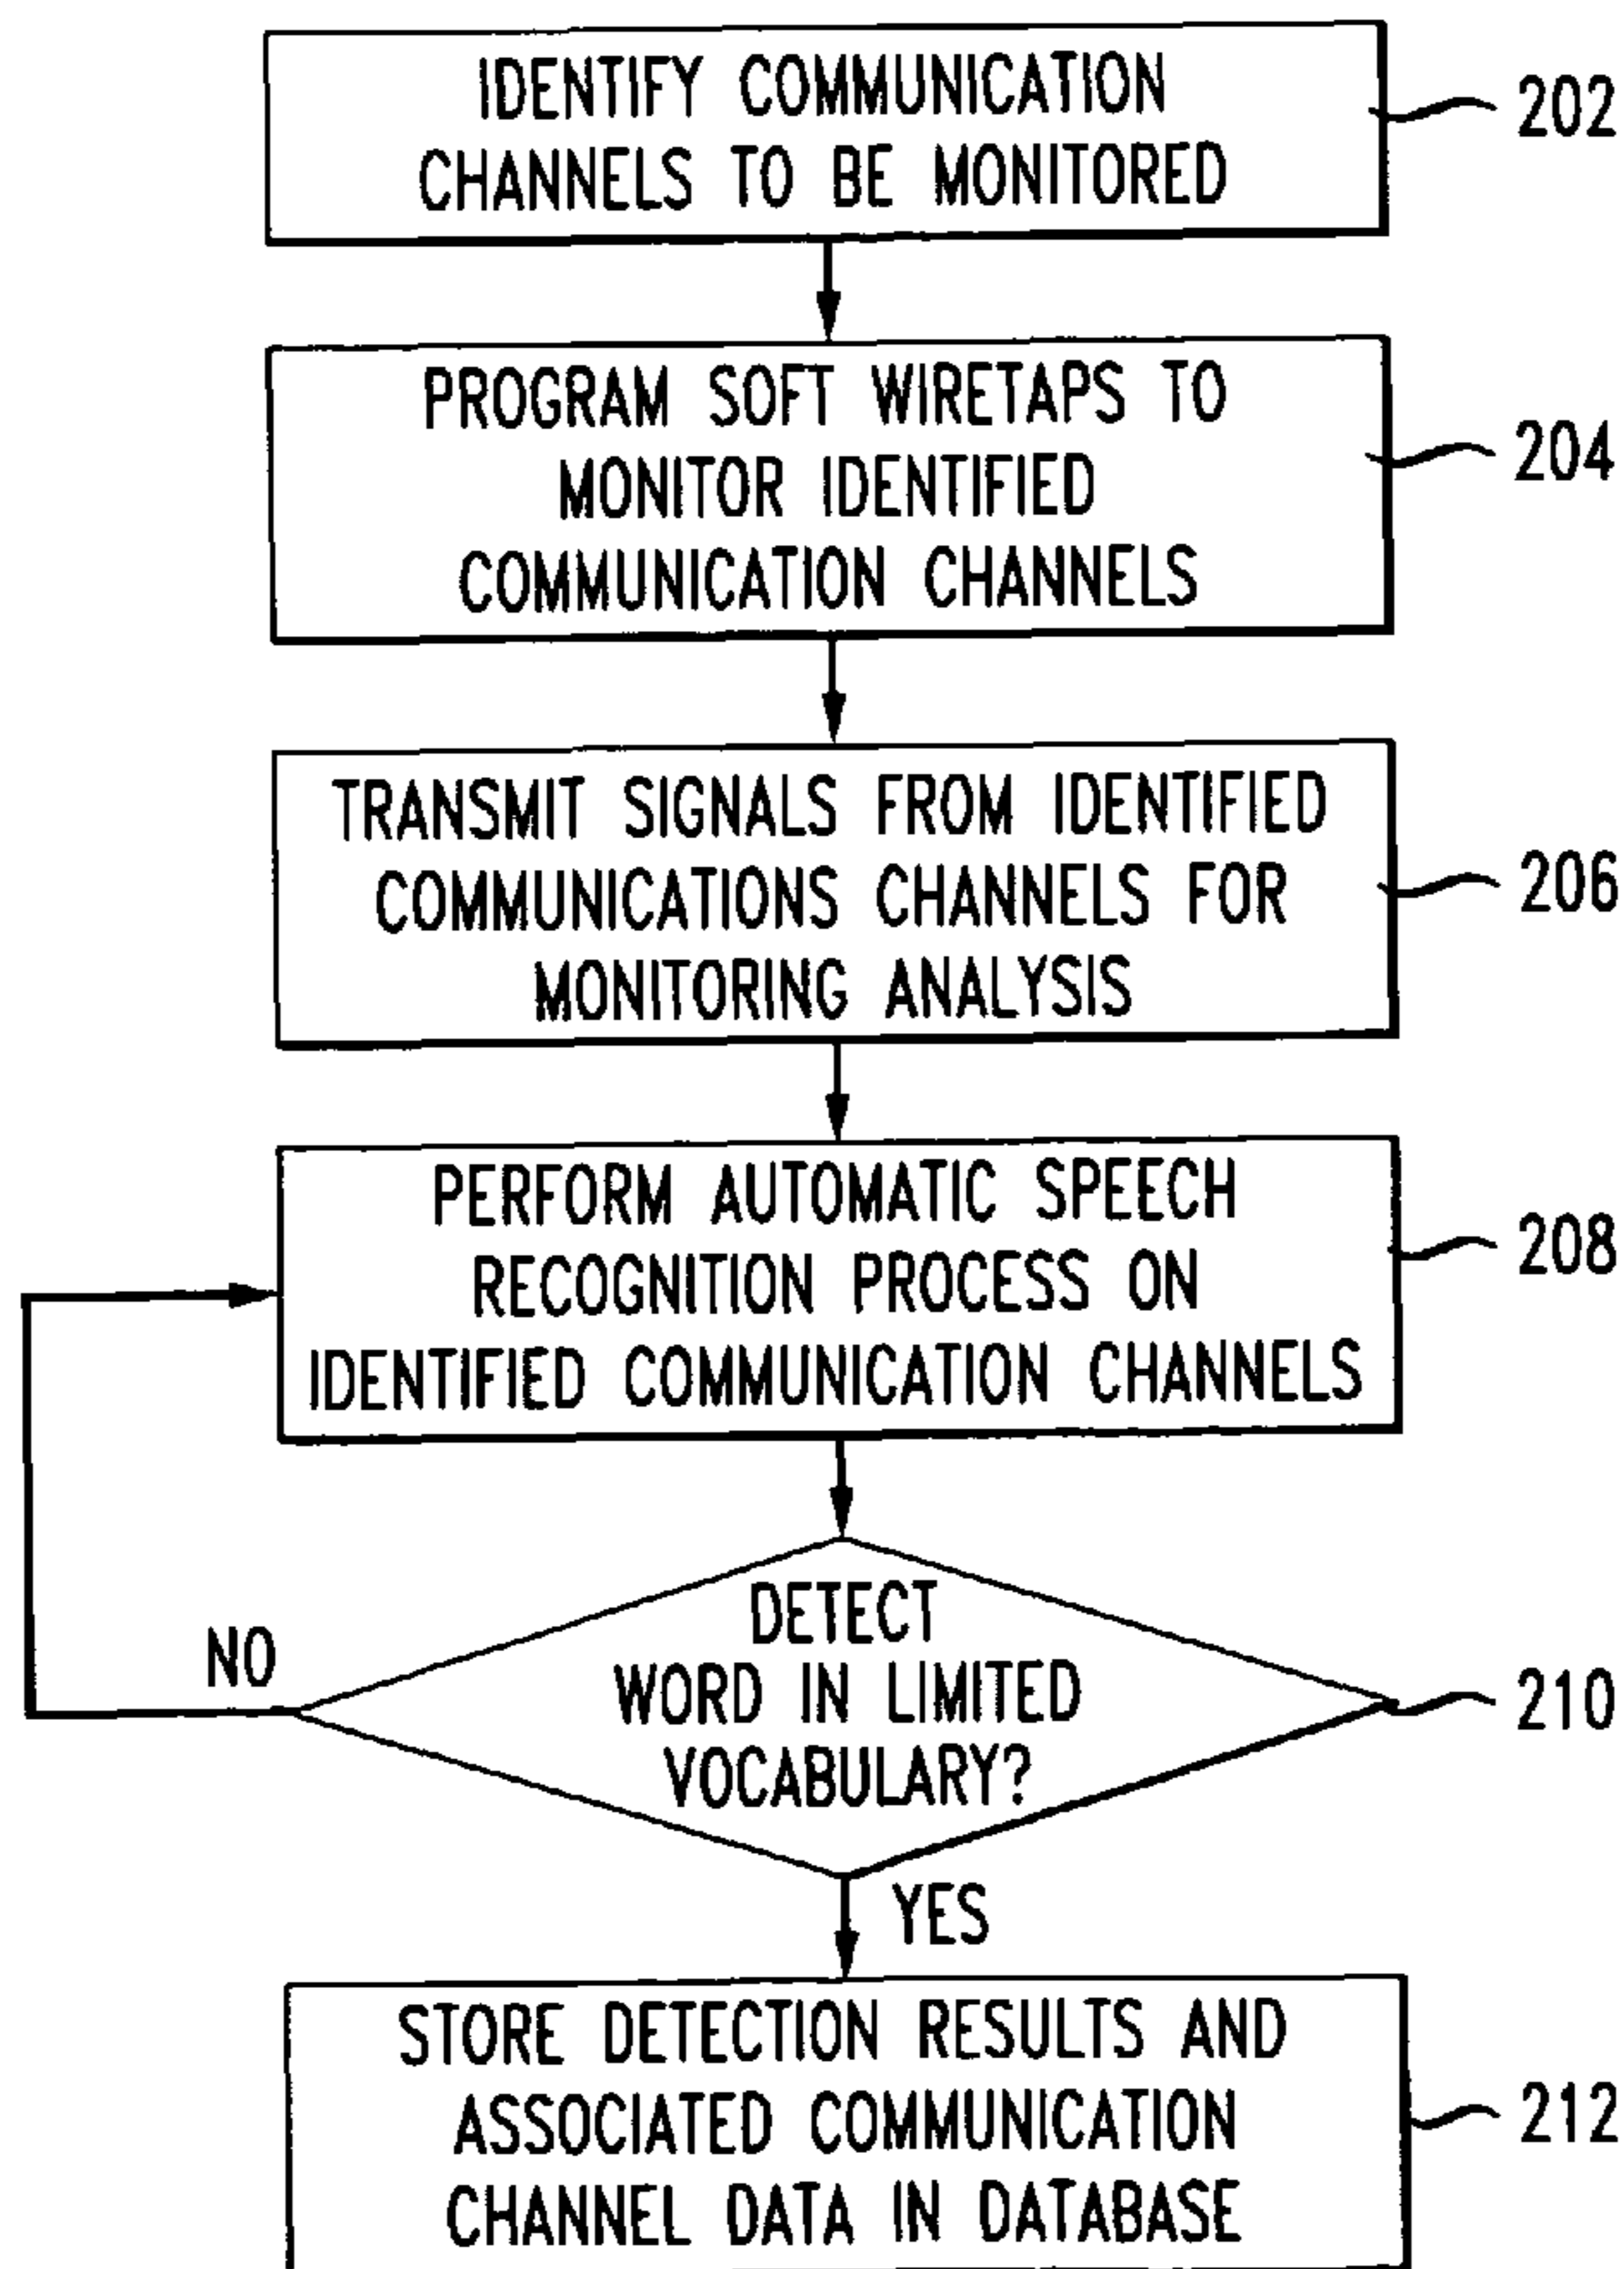 IDENTIFY COMMUNICATION
CHANNELS TO BE MONITORED
202
PROGRAM SOFT WIRETAPS TO
MONITOR IDENTIFIED
COMMUNICATION CHANNELS
204
TRANSMIT SIGNALS FROM IDENTIFIED
COMMUNICATIONS CHANNELS FOR
MONITORING ANALYSIS
206
PERFORM AUTOMATIC SPEECH
RECOGNITION PROCESS ON
IDENTIFIED COMMUNICATION CHANNELS
208
DETECT
WORD IN LIMITED
VOCABULARY?
210
NO
YES
STORE DETECTION RESULTS AND
ASSOCIATED COMMUNICATION
CHANNEL DATA IN DATABASE
212